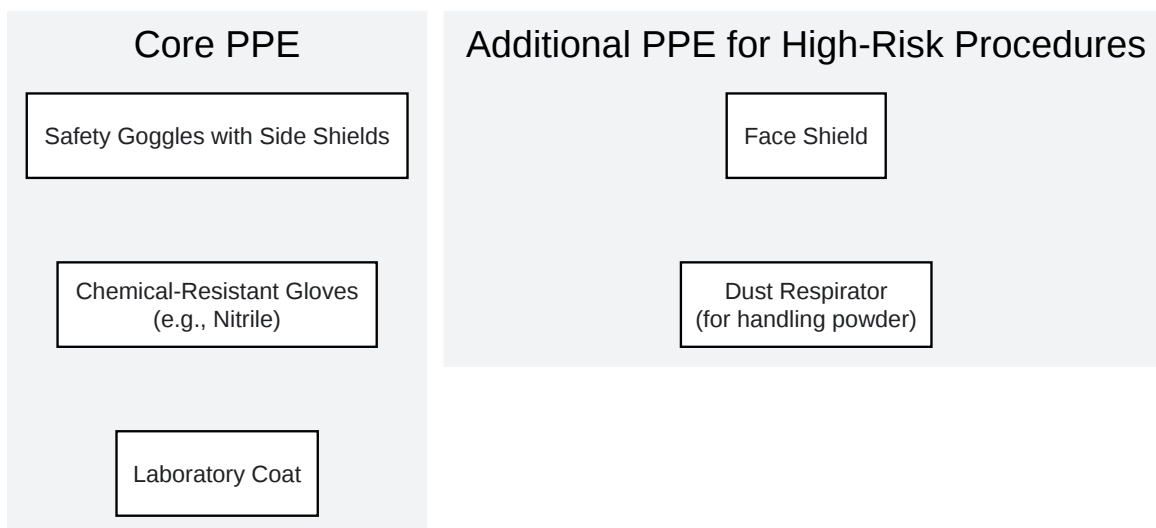 Core PPE
Safety Goggles with Side Shields
Chemical-Resistant Gloves
(e.g., Nitrile)
Laboratory Coat
Additional PPE for High-Risk Procedures
Face Shield
Dust Respirator
(for handling powder)